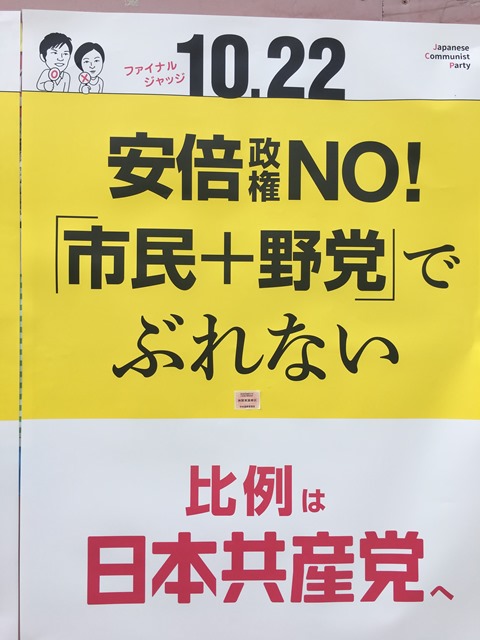 ファイナル
ジャッジ
10.22
Japanese
Communist
Party
安倍政権NO!
「市民＋野党」で
ぶれない
比例は
日本共産党へ